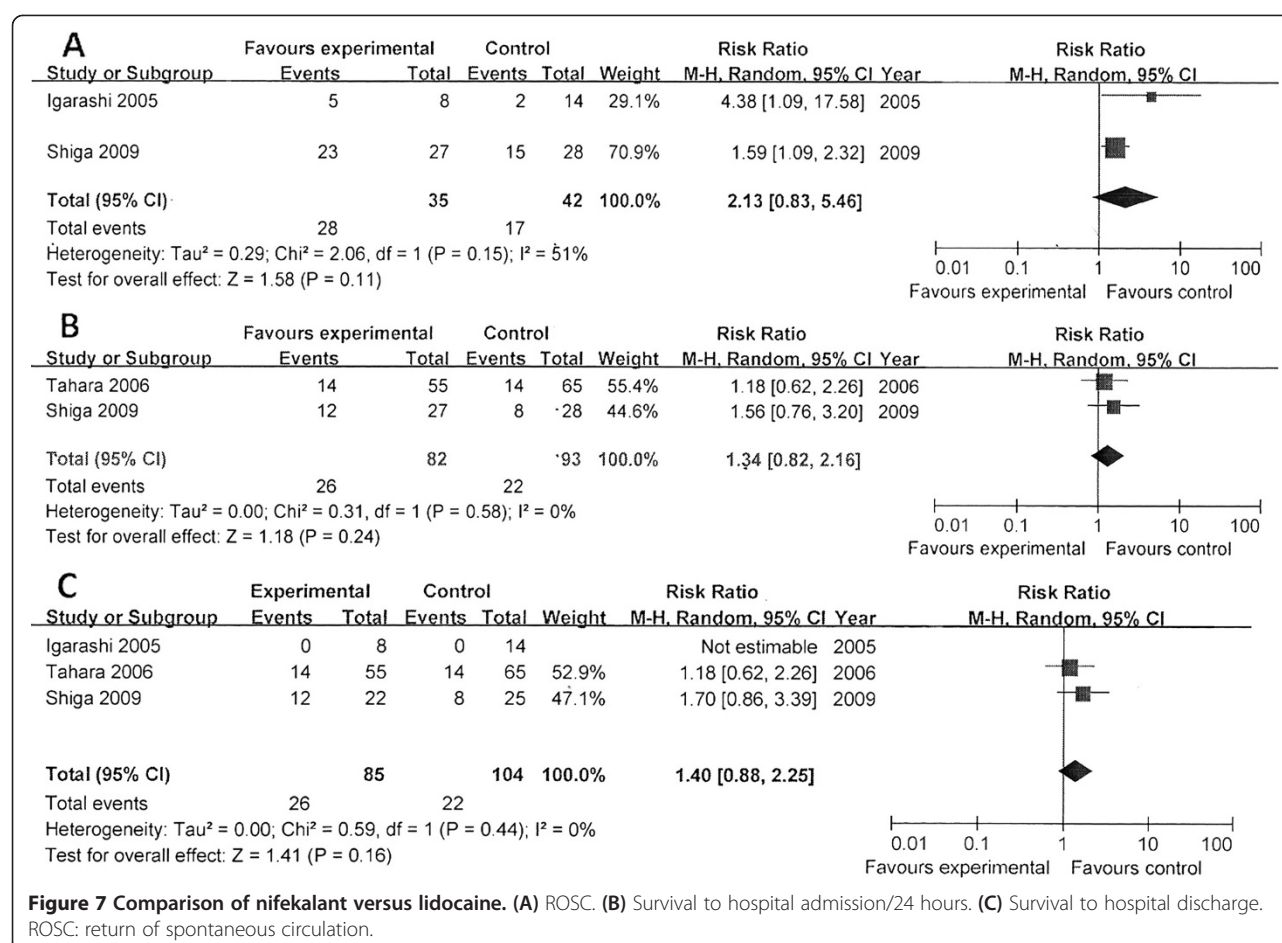 A
Favours experimental Control Risk Ratio Risk Ratio
Study or Subgroup Events Total Events Total Weight M-H, Random, 95% CI Year M-H, Random, 95% CI
Igarashi 2005 5 8 2 14 29.1% 4.38 [1.09, 17.58] 2005
Shiga 2009 23 27 15 28 70.9% 1.59 [1.09, 2.32] 2009
Total (95% CI) 35 42 100.0% 2.13 [0.83, 5.46]
Total events 28 17
Heterogeneity: Tau² = 0.29; Chi² = 2.06, df = 1 (P = 0.15); I² = 51%
Test for overall effect: Z = 1.58 (P = 0.11)
0.01 0.1 1 10 100
Favours experimental Favours control
B
Favours experimental Control Risk Ratio Risk Ratio
Study or Subgroup Events Total Events Total Weight M-H, Random, 95% CI Year M-H, Random, 95% CI
Tahara 2006 14 55 14 65 55.4% 1.18 [0.62, 2.26] 2006
Shiga 2009 12 27 8 28 44.6% 1.56 [0.76, 3.20] 2009
Total (95% CI) 82 93 100.0% 1.34 [0.82, 2.16]
Total events 26 22
Heterogeneity: Tau² = 0.00; Chi² = 0.31, df = 1 (P = 0.58); I² = 0%
Test for overall effect: Z = 1.18 (P = 0.24)
0.01 0.1 1 10 100
Favours experimental Favours control
C
Experimental Control Risk Ratio Risk Ratio
Study or Subgroup Events Total Events Total Weight M-H, Random, 95% CI Year M-H, Random, 95% CI
Igarashi 2005 0 8 0 14 Not estimable 2005
Tahara 2006 14 55 14 65 52.9% 1.18 [0.62, 2.26] 2006
Shiga 2009 12 22 8 25 47.1% 1.70 [0.86, 3.39] 2009
Total (95% CI) 85 104 100.0% 1.40 [0.88, 2.25]
Total events 26 22
Heterogeneity: Tau² = 0.00; Chi² = 0.59, df = 1 (P = 0.44); I² = 0%
Test for overall effect: Z = 1.41 (P = 0.16)
0.01 0.1 1 10 100
Favours experimental Favours control
Figure 7 Comparison of nifekalant versus lidocaine. (A) ROSC. (B) Survival to hospital admission/24 hours. (C) Survival to hospital discharge.
ROSC: return of spontaneous circulation.